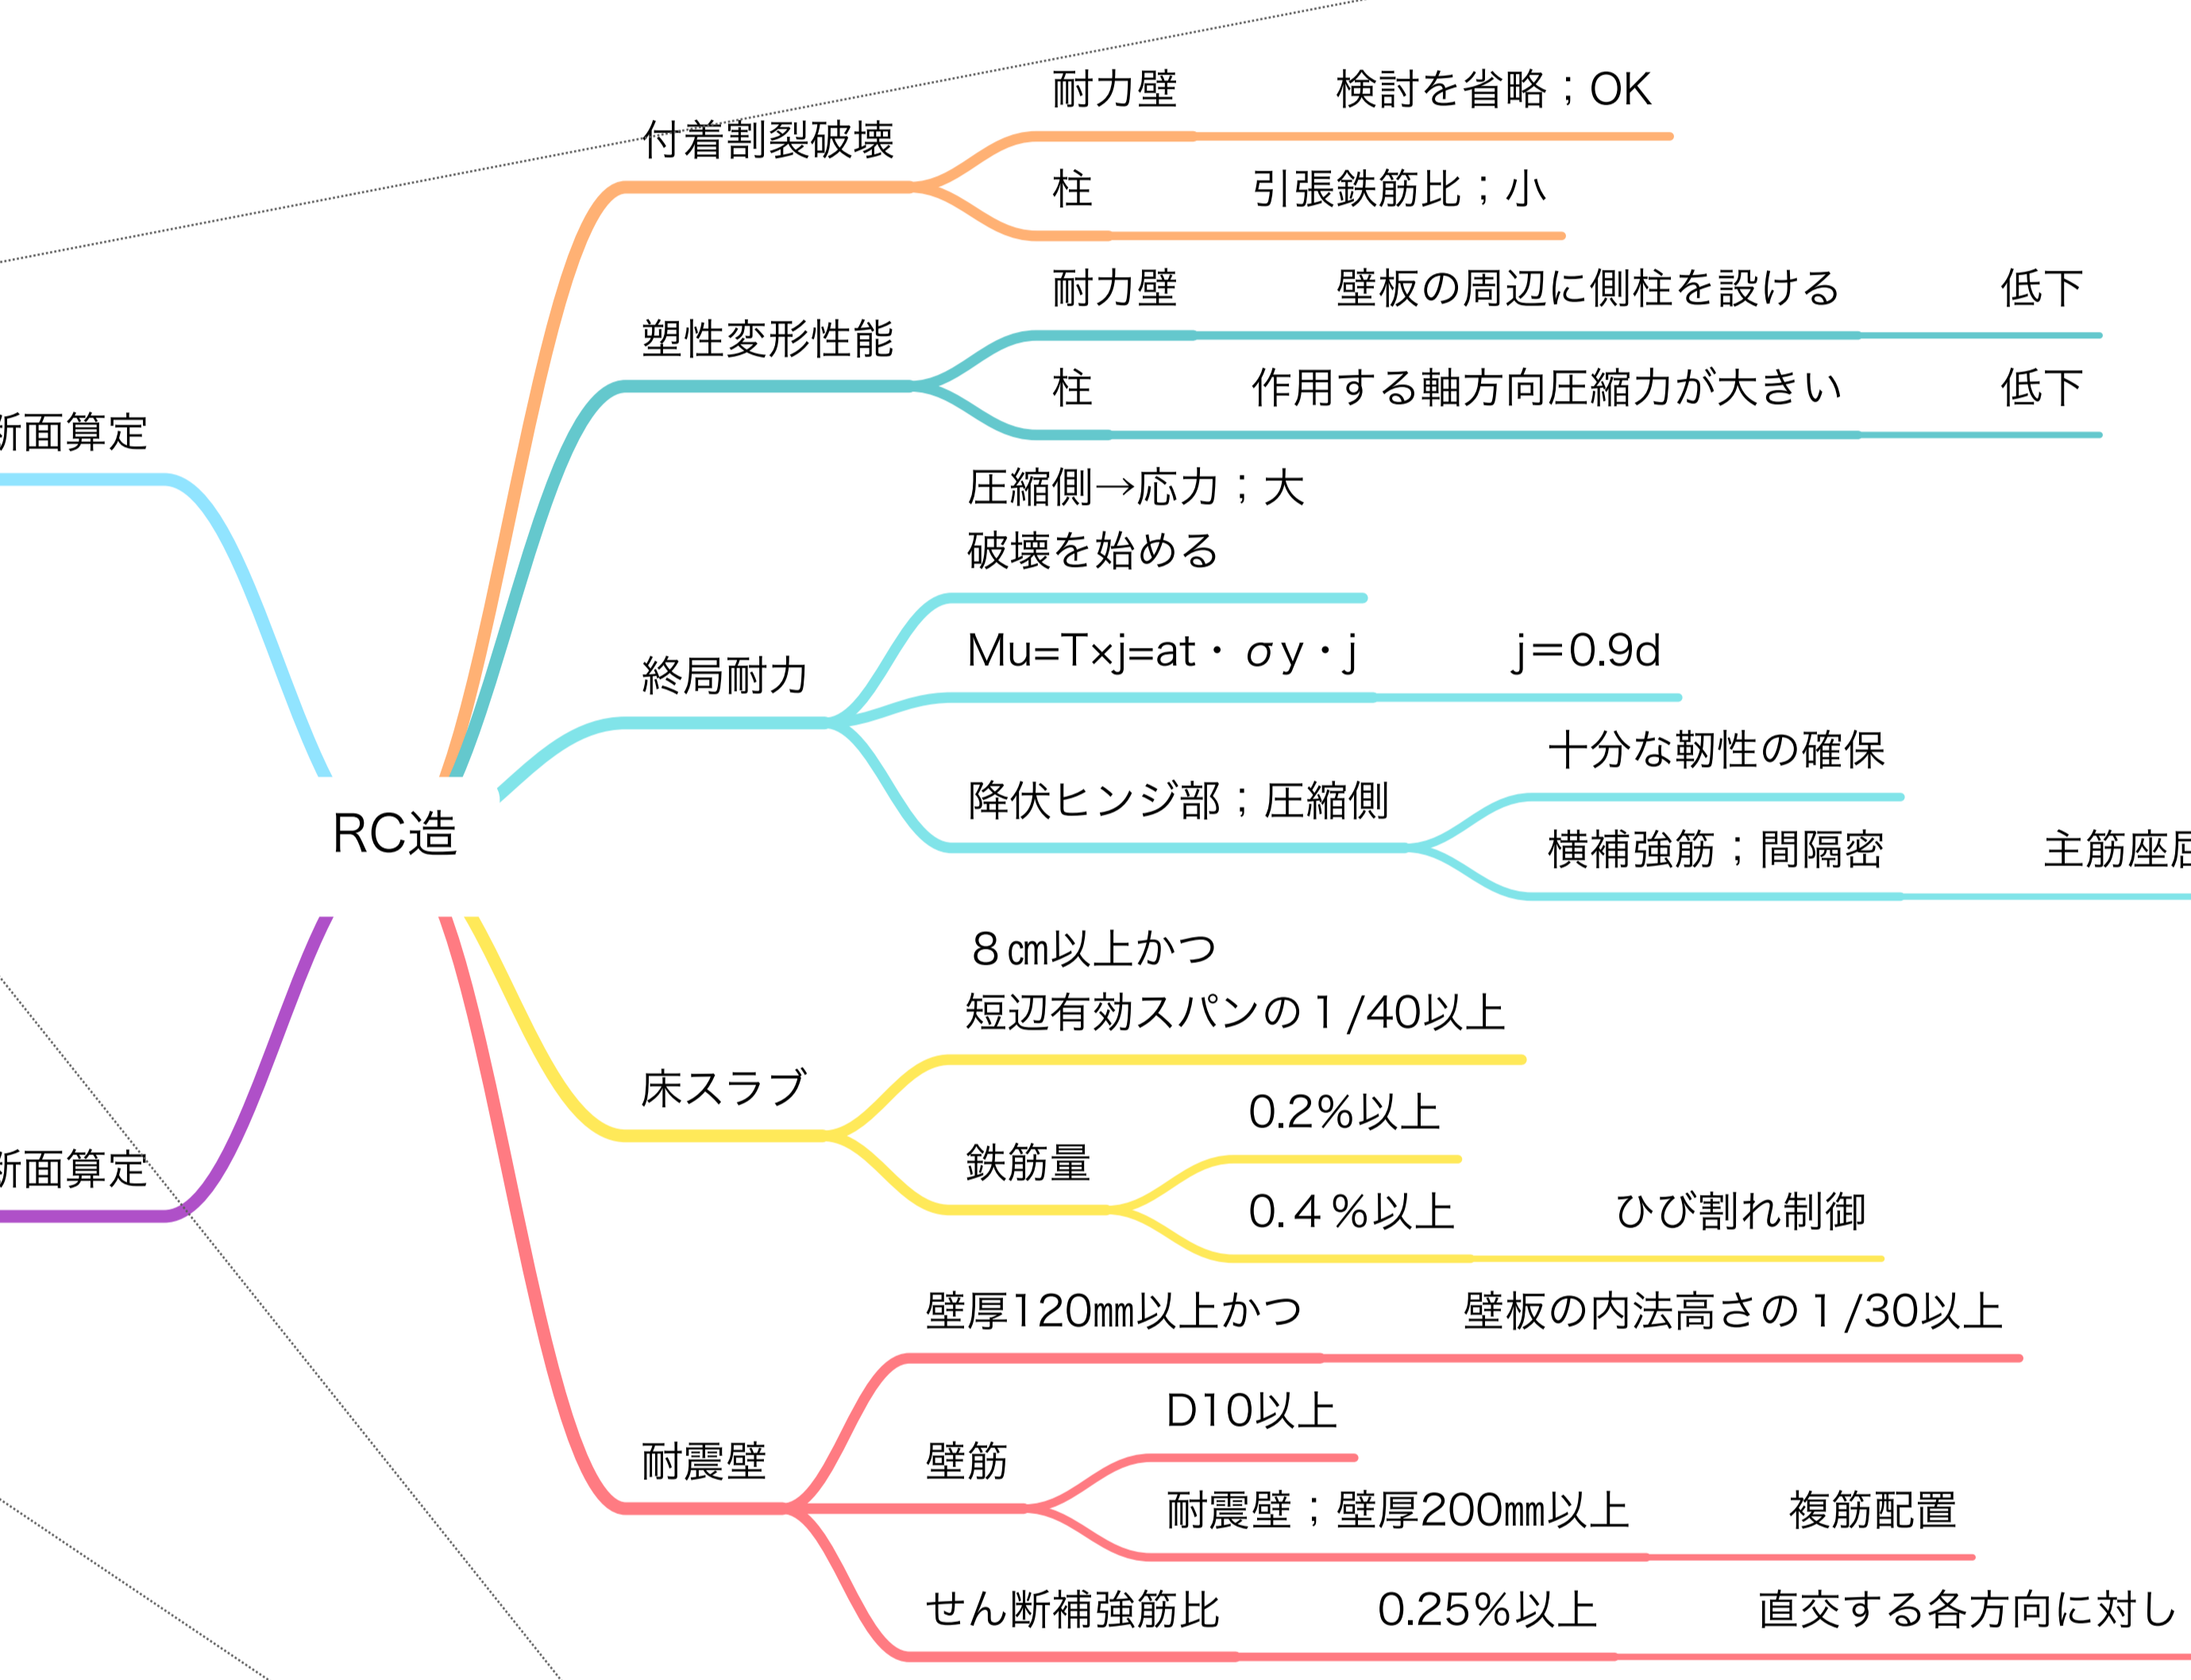 付着割裂破壊
耐力壁
検討を省略；OK
柱
引張鉄筋比；小
塑性変形性能
耐力壁
壁板の周辺に側柱を設ける
低下
柱
作用する軸方向圧縮力が大きい
低下
断面算定
圧縮側→応力；大
破壊を始める
終局耐力
Mu=T×j=at・σy・j
j＝0.9d
降伏ヒンジ部；圧縮側
十分な靱性の確保
横補強筋；間隔密
主筋座屈
RC造
８㎝以上かつ
短辺有効スパンの１/40以上
床スラブ
鉄筋量
0.2%以上
0.４%以上
ひび割れ制御
断面算定
壁厚120㎜以上かつ
壁板の内法高さの１/30以上
耐震壁
壁筋
D10以上
耐震壁；壁厚200㎜以上
複筋配置
せん断補強筋比
0.25%以上
直交する各方向に対し